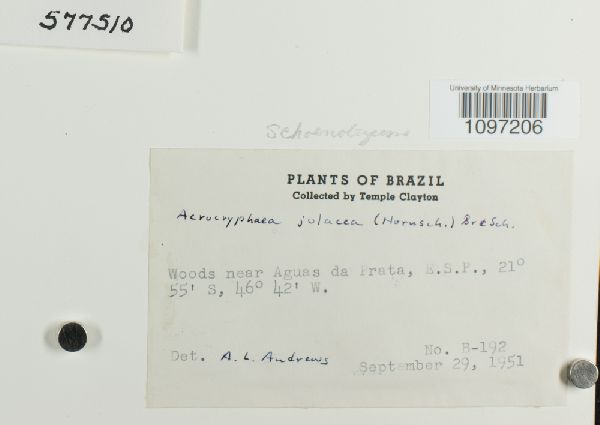 577510
University of Minnesota Herbarium
1097206
PLANTS OF BRAZIL
Collected by Temple Clayton
Acrocryphaea julacea (Hornsch.) BreSch.
Woods near Aguas da Prata, E.S.P., 21°
55' S, 46° 42' W.
No. B-192
Det. A. L. Andrews
September 29, 1951